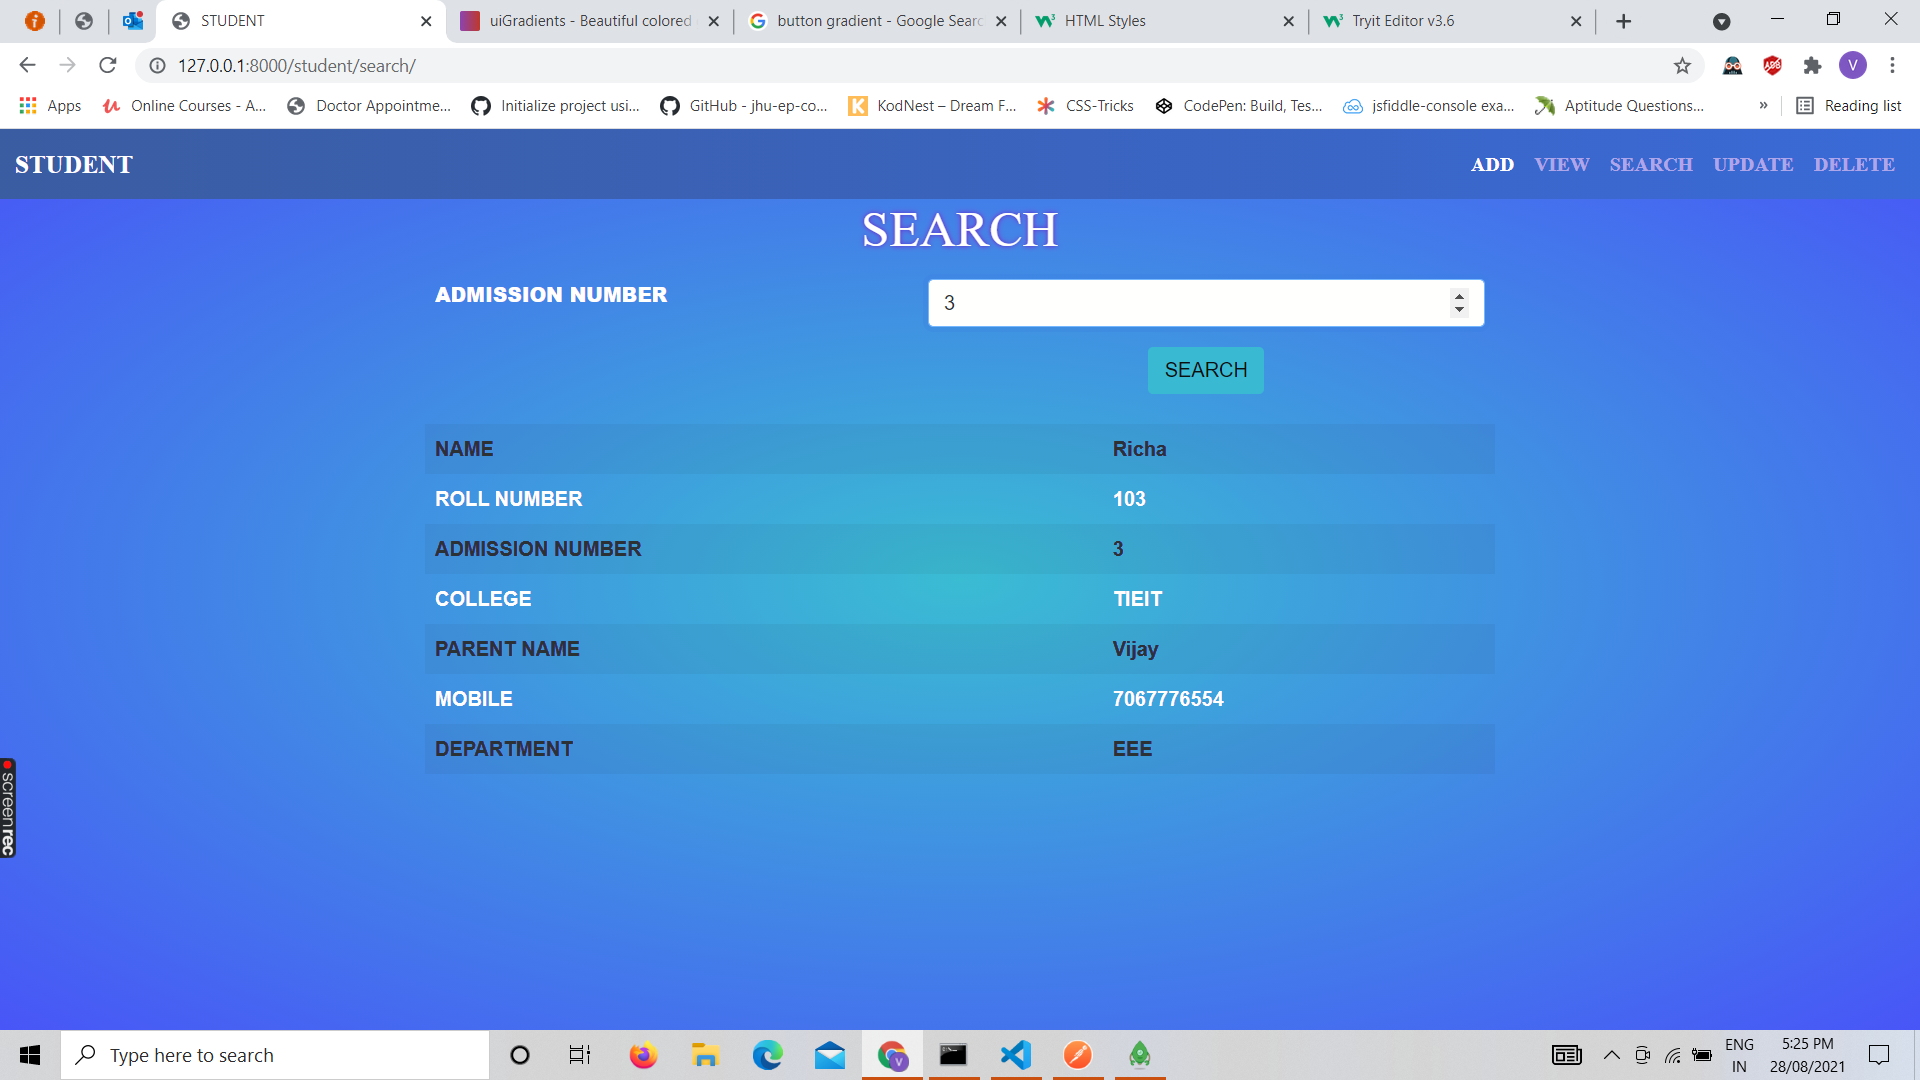 STUDENT
uiGradients - Beautiful colored
button gradient - Google Searc
HTML Styles
Tryit Editor v3.6
127.0.0.1:8000/student/search/
V
Apps
Online Courses - A...
Doctor Appointme...
Initialize project usi...
GitHub - jhu-ep-co...
KodNest – Dream F...
CSS-Tricks
CodePen: Build, Tes...
jsfiddle-console exa...
Aptitude Questions...
»
Reading list
STUDENT
ADD VIEW SEARCH UPDATE DELETE
SEARCH
ADMISSION NUMBER 3
SEARCH
NAME Richa
ROLL NUMBER 103
ADMISSION NUMBER 3
COLLEGE TIEIT
PARENT NAME Vijay
MOBILE 7067776554
DEPARTMENT EEE
screenrec
Type here to search
ENG
IN
5:25 PM
28/08/2021